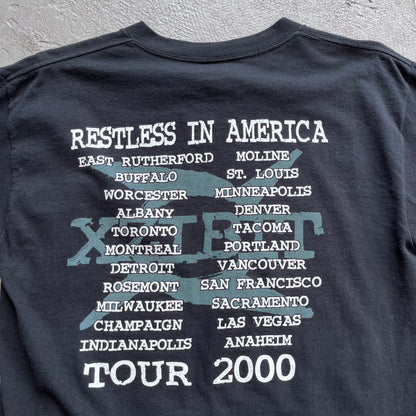 RESTLESS IN AMERICA
EAST RUTHERFORD MOLINE
BUFFALO ST. LOUIS
WORCESTER MINNEAPOLIS
ALBANY DENVER
TORONTO TACOMA
MONTREAL PORTLAND
DETROIT VANCOUVER
ROSEMONT SAN FRANCISCO
MILWAUKEE SACRAMENTO
CHAMPAIGN LAS VEGAS
INDIANAPOLIS ANAHEIM
TOUR 2000